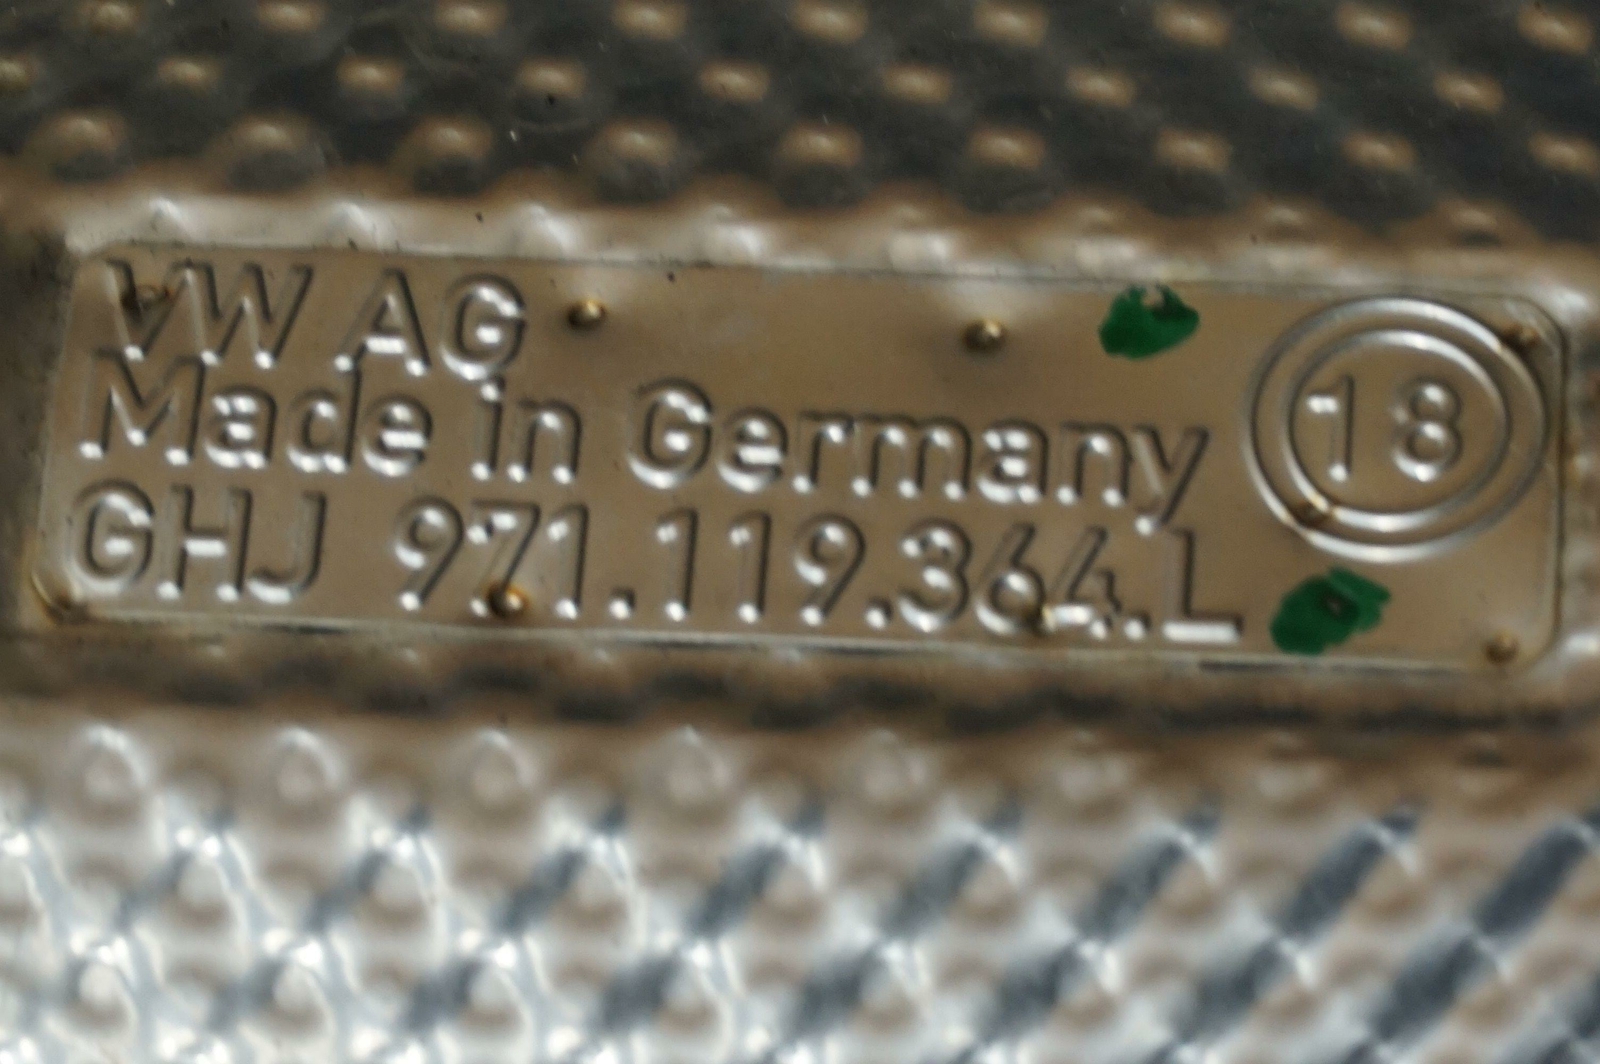 VW AG
Made in Germany
GHJ 971.119.364.L
18